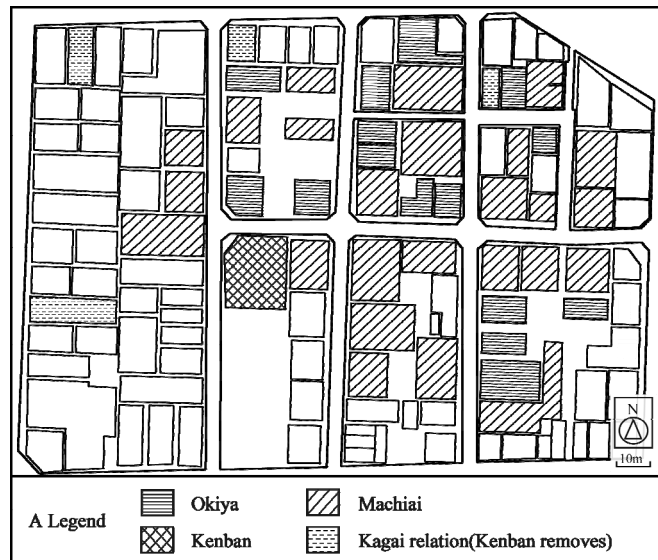 N
10m
A Legend
Okiya
Machiai
Kenban
Kagai relation(Kenban removes)